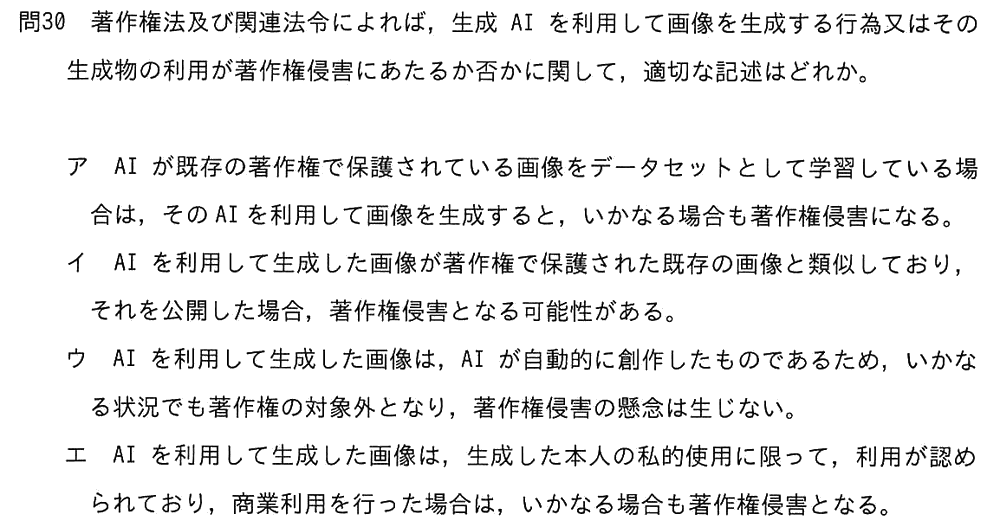 問30 著作権法及び関連法令によれば，生成 AI を利用して画像を生成する行為又はその
生成物の利用が著作権侵害にあたるか否かに関して，適切な記述はどれか。
ア AI が既存の著作権で保護されている画像をデータセットとして学習している場
合は，そのAIを利用して画像を生成すると，いかなる場合も著作権侵害になる。
イ AI を利用して生成した画像が著作権で保護された既存の画像と類似しており，
それを公開した場合，著作権侵害となる可能性がある。
ウ AI を利用して生成した画像は，AI が自動的に創作したものであるため，いかな
る状況でも著作権の対象外となり，著作権侵害の懸念は生じない。
エ AI を利用して生成した画像は，生成した本人の私的使用に限って，利用が認め
られており，商業利用を行った場合は，いかなる場合も著作権侵害となる。